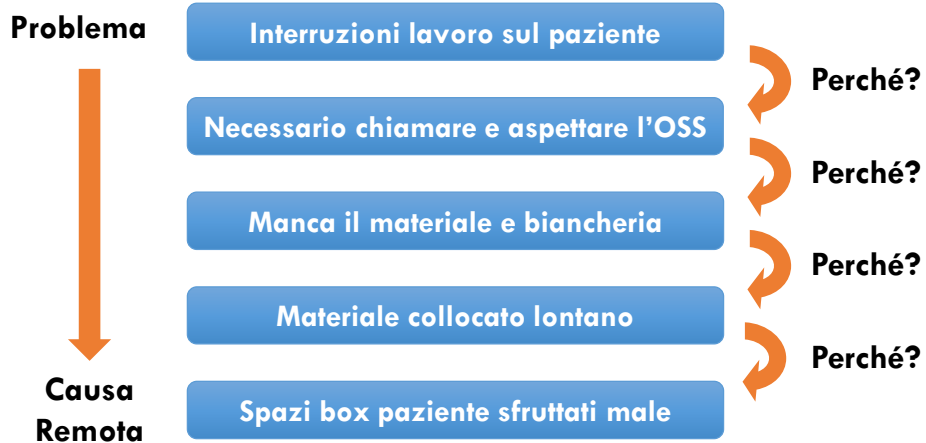 Problema
Interruzioni lavoro sul paziente
Perché?
Necessario chiamare e aspettare l'OSS
Perché?
Manca il materiale e biancheria
Perché?
Materiale collocato lontano
Perché?
Causa
Remota
Spazi box paziente sfruttati male